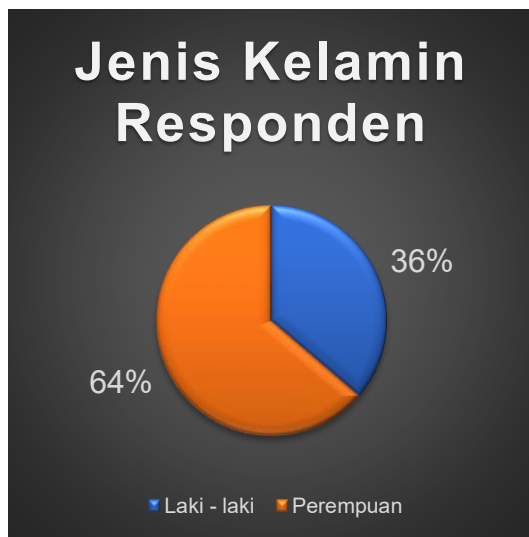 Jenis Kelamin
Responden
36%
64%
Laki - laki
Perempuan